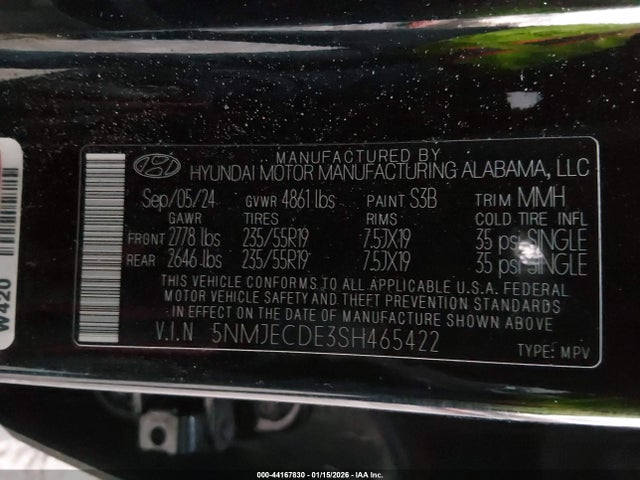 MANUFACTURED BY
HYUNDAI MOTOR MANUFACTURING ALABAMA, LLC
Sep/05/24 GVWR 4861 lbs PAINT S3B TRIM MMH
GAWR TIRES RIMS COLD TIRE INFL
FRONT 2778 lbs 235/55R19 7.5JX19 35 psi SINGLE
REAR 2646 lbs 235/55R19 7.5JX19 35 psi SINGLE
THIS VEHICLE CONFORMS TO ALL APPLICABLE U.S.A. FEDERAL
MOTOR VEHICLE SAFETY AND THEFT PREVENTION STANDARDS
IN EFFECT ON THE DATE OF MANUFACTURE SHOWN ABOVE
V.I.N 5NMJECDE3SH465422
TYPE: MPV
W420
000-44167830 - 01/15/2026 - IAA Inc.